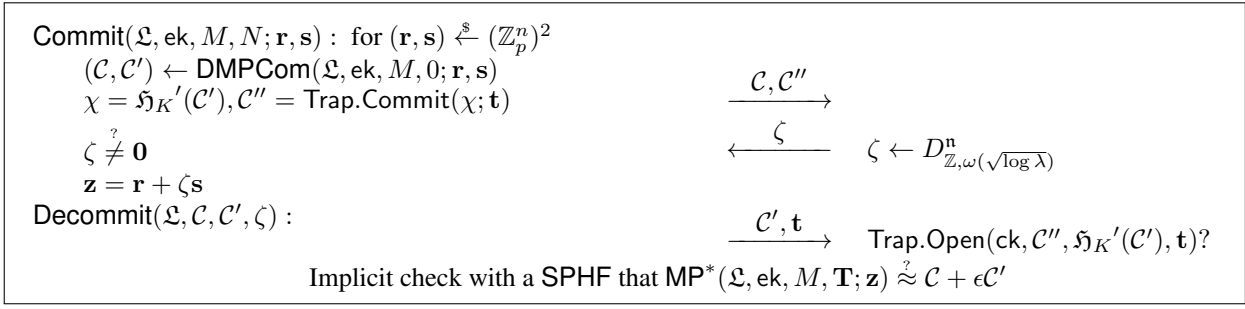 Commit(𝔏, ek, M, N; r, s) : for (r, s) ←$ (ℤ_p^n)^2
(𝒞, 𝒞′) ← DMPCom(𝔏, ek, M, 0; r, s)
χ = ℌ_K′(𝒞′), 𝒞″ = Trap.Commit(χ; t)
𝒞, 𝒞″
ζ ≠? 0
ζ
ζ ← D^𝔫_{ℤ,ω(√log λ)}
z = r + ζs
Decommit(𝔏, 𝒞, 𝒞′, ζ) :
𝒞′, t
Trap.Open(ck, 𝒞″, ℌ_K′(𝒞′), t)?
Implicit check with a SPHF that MP*(𝔏, ek, M, T; z) ≈? 𝒞 + ϵ𝒞′